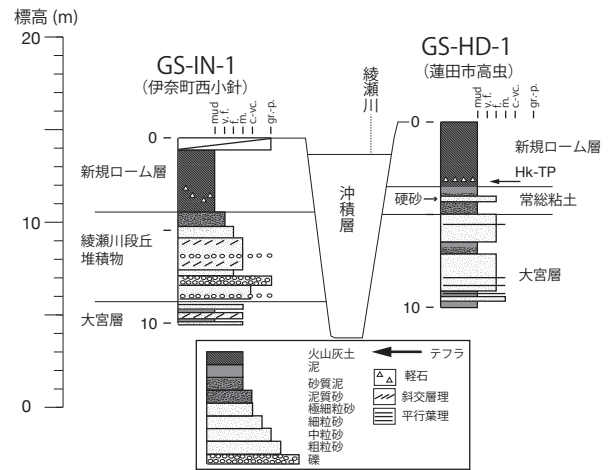 標高 (m)
20
10
0
GS-IN-1
(伊奈町西小針)
mud
v. f.
f.
m.
c.-vc.
gr.-p.
0
10
新規ローム層
綾瀬川段丘
堆積物
大宮層
綾瀬川
沖積層
GS-HD-1
(蓮田市高虫)
mud
v. f.
f.
m.
c.-vc.
gr.-p.
0
10
新規ローム層
Hk-TP
硬砂
常総粘土
大宮層
火山灰土
泥
砂質泥
泥質砂
極細粒砂
細粒砂
中粒砂
粗粒砂
礫
テフラ
軽石
斜交層理
平行葉理